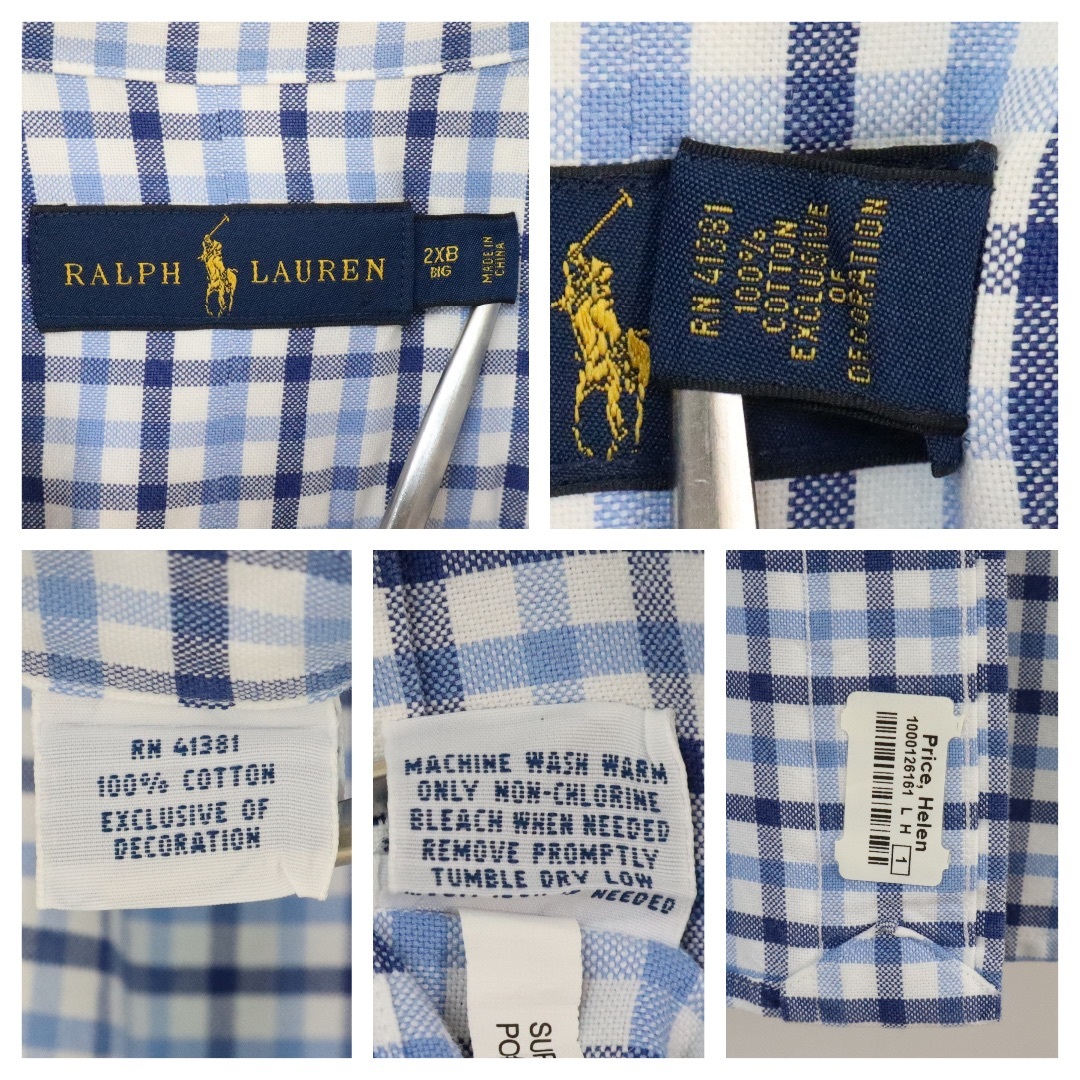 RALPH LAUREN
2XB
BIG
MADE IN
CHINA
RN 41381
100%
COTTON
EXCLUSIVE
OF
DECORATION
RN 41381
100% COTTON
EXCLUSIVE OF
DECORATION
MACHINE WASH WARM
ONLY NON-CHLORINE
BLEACH WHEN NEEDED
REMOVE PROMPTLY
TUMBLE DRY LOW
NEEDED
Price, Helen
1000126161 L H 1